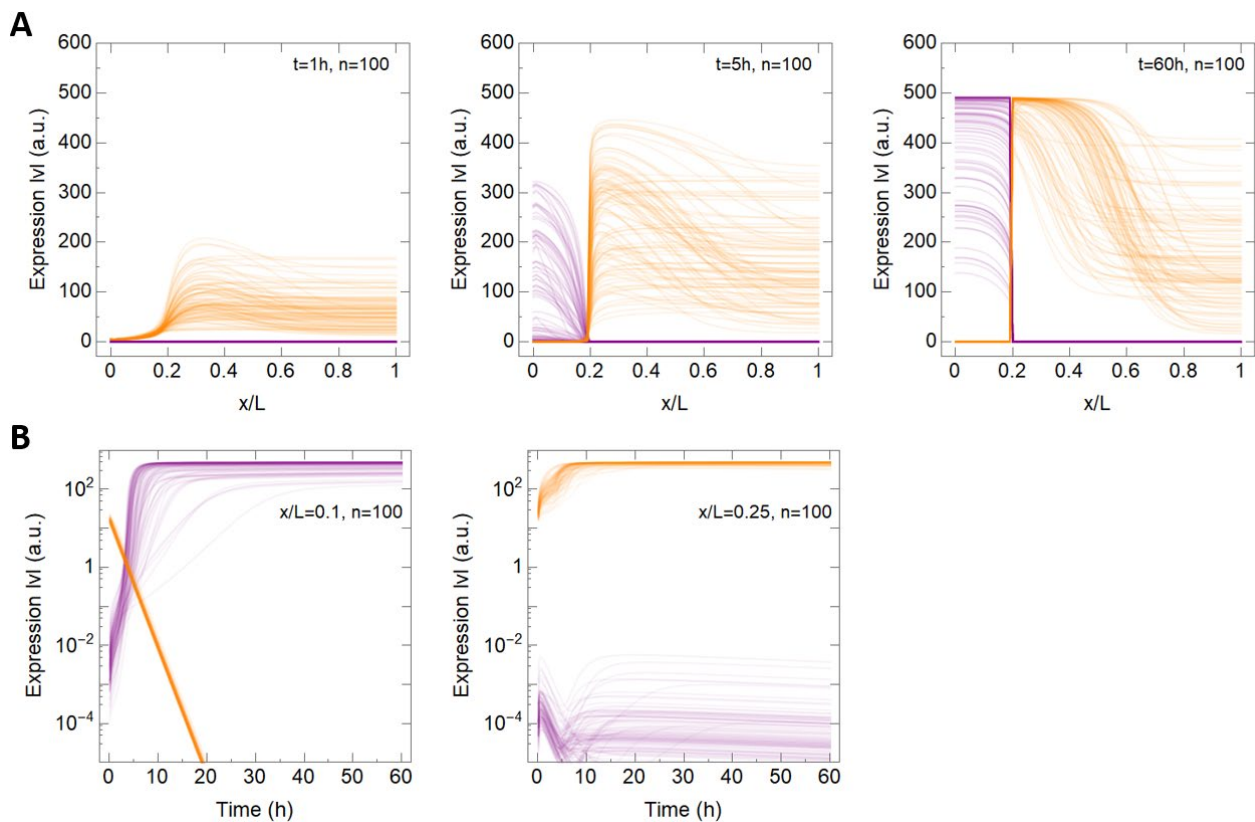 A
t=1h, n=100
600
500
400
300
200
100
0
Expression lvl (a.u.)
0 0.2 0.4 0.6 0.8 1
x/L
t=5h, n=100
600
500
400
300
200
100
0
Expression lvl (a.u.)
0 0.2 0.4 0.6 0.8 1
x/L
t=60h, n=100
600
500
400
300
200
100
0
Expression lvl (a.u.)
0 0.2 0.4 0.6 0.8 1
x/L
B
x/L=0.1, n=100
10²
1
10⁻²
10⁻⁴
Expression lvl (a.u.)
0 10 20 30 40 50 60
Time (h)
x/L=0.25, n=100
10²
1
10⁻²
10⁻⁴
Expression lvl (a.u.)
0 10 20 30 40 50 60
Time (h)